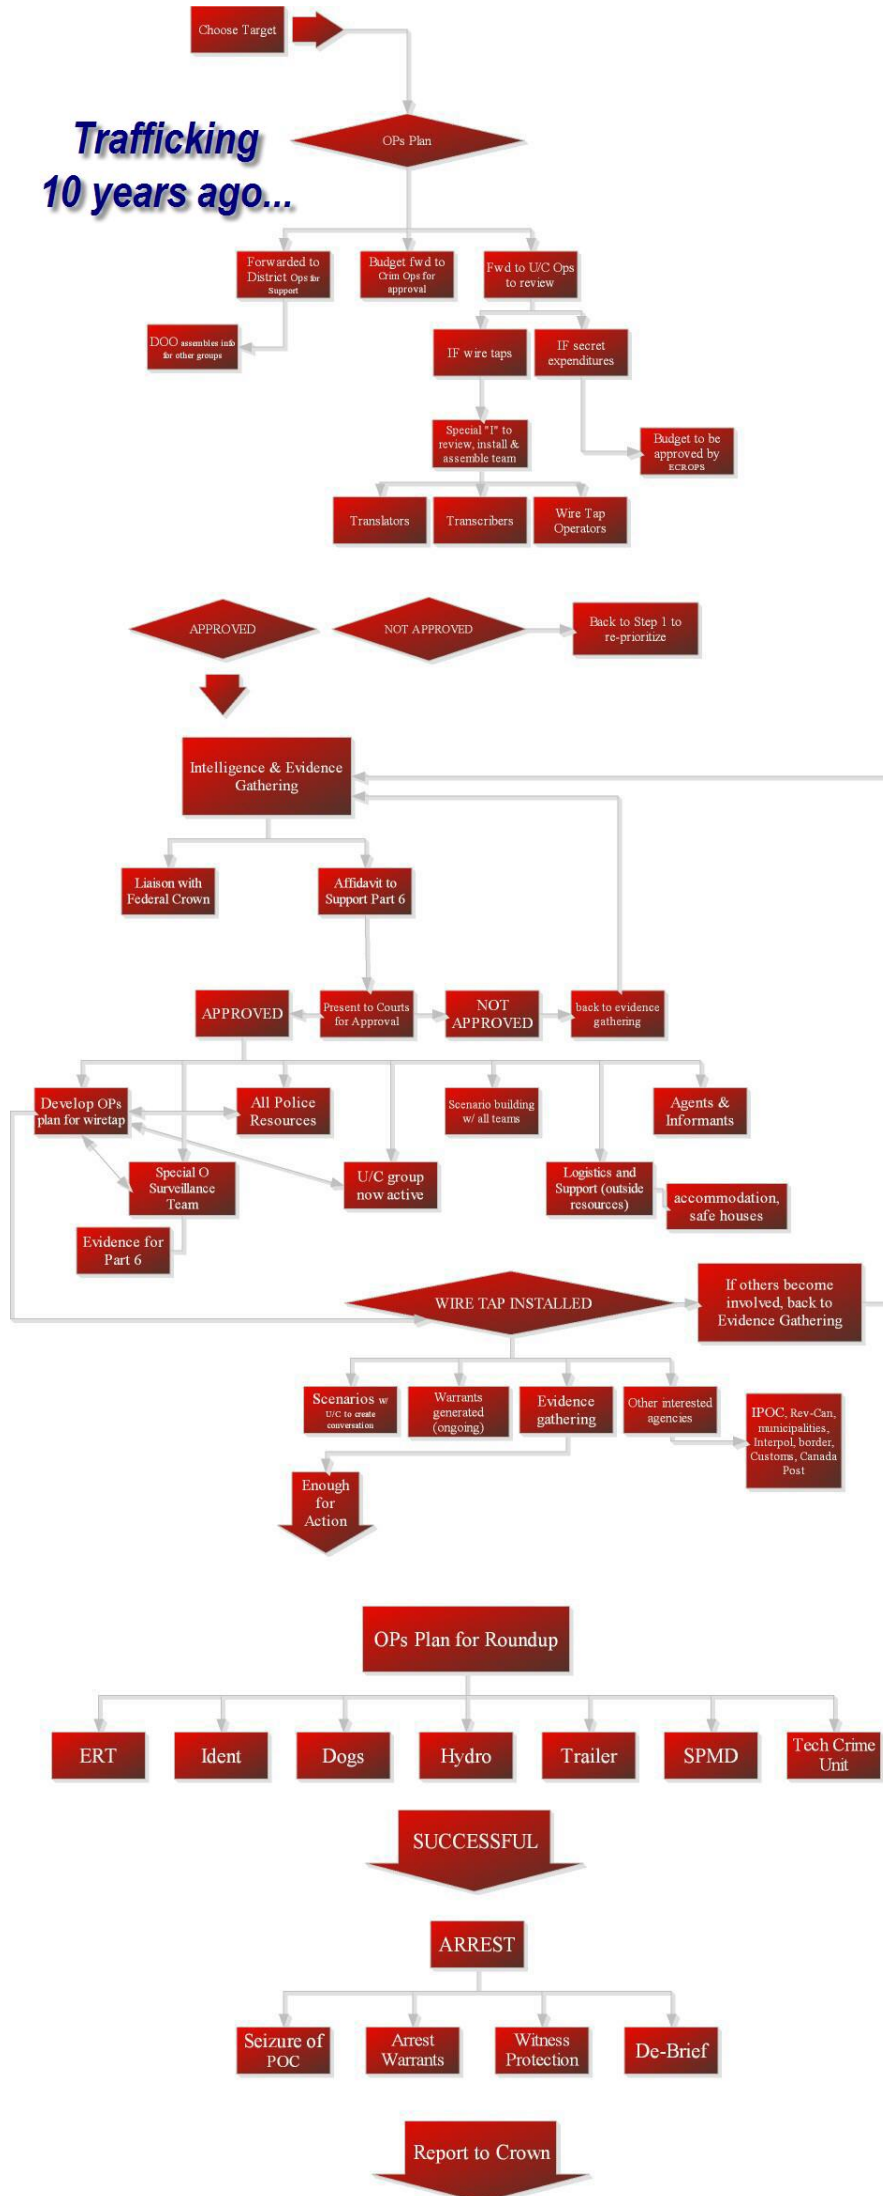 Choose Target
Trafficking
10 years ago...
OPs Plan
Forwarded to
District Ops for
Support
Budget fwd to
Crim Ops for
approval
Fwd to U/C Ops
to review
DOO assembles info
for other groups
IF wire taps
IF secret
expenditures
Special "I" to
review, install &
assemble team
Budget to be
approved by
ECROPS
Translators
Transcribers
Wire Tap
Operators
APPROVED
NOT APPROVED
Back to Step 1 to
re-prioritize
Intelligence & Evidence
Gathering
Liaison with
Federal Crown
Affidavit to
Support Part 6
APPROVED
Present to Courts
for Approval
NOT
APPROVED
back to evidence
gathering
Develop OPs
plan for wiretap
All Police
Resources
Scenario building
w/ all teams
Agents &
Informants
Special O
Surveillance
Team
U/C group
now active
Logistics and
Support (outside
resources)
accommodation,
safe houses
Evidence for
Part 6
WIRE TAP INSTALLED
If others become
involved, back to
Evidence Gathering
Scenarios w/
U/C to create
conversation
Warrants
generated
(ongoing)
Evidence
gathering
Other interested
agencies
IPOC, Rev-Can,
municipalities,
Interpol, border,
Customs, Canada
Post
Enough
for
Action
OPs Plan for Roundup
ERT
Ident
Dogs
Hydro
Trailer
SPMD
Tech Crime
Unit
SUCCESSFUL
ARREST
Seizure of
POC
Arrest
Warrants
Witness
Protection
De-Brief
Report to Crown